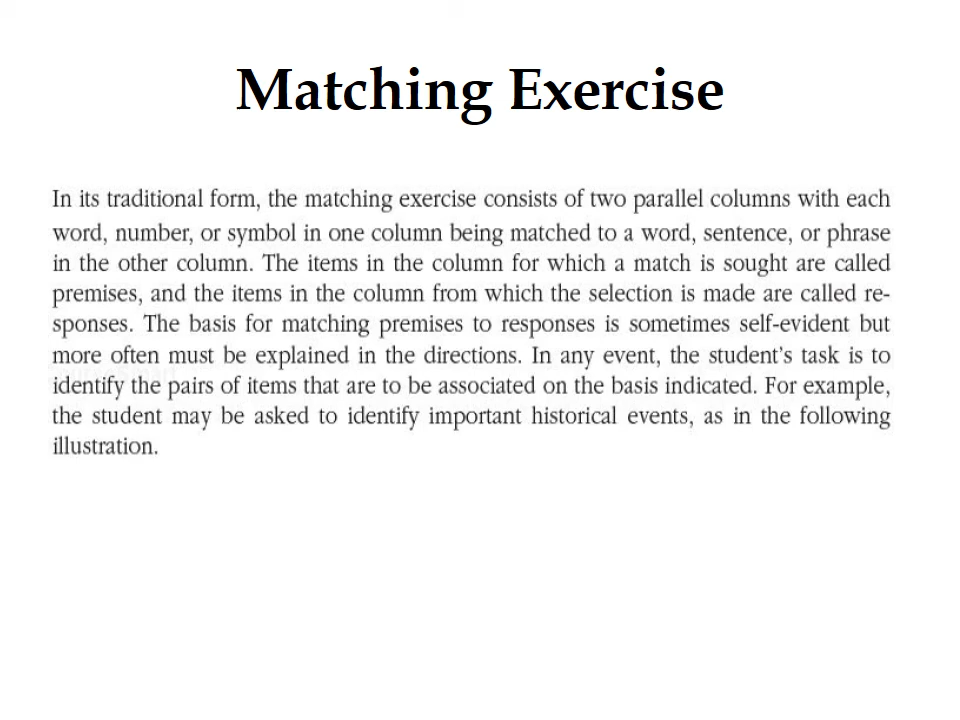 Matching Exercise
In its traditional form, the matching exercise consists of two parallel columns with each
word, number, or symbol in one column being matched to a word, sentence, or phrase
in the other column. The items in the column for which a match is sought are called
premises, and the items in the column from which the selection is made are called re-
sponses. The basis for matching premises to responses is sometimes self-evident but
more often must be explained in the directions. In any event, the student's task is to
identify the pairs of items that are to be associated on the basis indicated. For example,
the student may be asked to identify important historical events, as in the following
illustration.